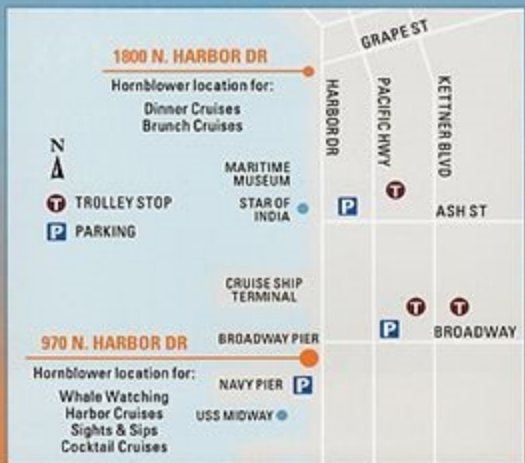 GRAPE ST
1800 N. HARBOR DR
Hornblower location for:
Dinner Cruises
Brunch Cruises
HARBOR DR
PACIFIC HWY
KETTNER BLVD
N
T TROLLEY STOP
P PARKING
MARITIME
MUSEUM
STAR OF
INDIA
P
T
ASH ST
CRUISE SHIP
TERMINAL
T
T
P
BROADWAY
BROADWAY PIER
970 N. HARBOR DR
Hornblower location for:
Whale Watching
Harbor Cruises
Sights & Sips
Cocktail Cruises
NAVY PIER P
USS MIDWAY